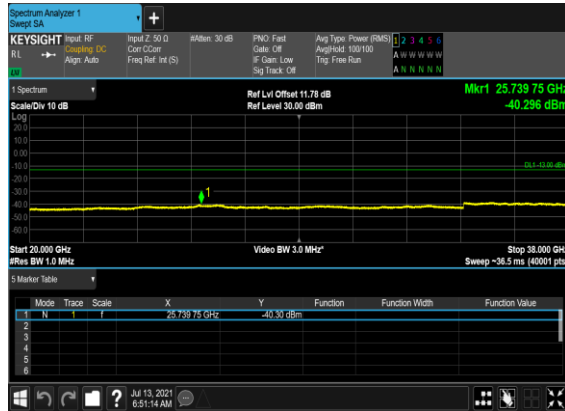 Spectrum Analyzer 1
Swept SA
+
KEYSIGHT Input: RF Input Z: 50 Ω #Atten: 30 dB PNO: Fast Avg Type: Power (RMS) 1 2 3 4 5 6
RL Coupling: DC Corr CCorr Gate: Off Avg|Hold: 100/100 A W W W W W
Align: Auto Freq Ref: Int (S) IF Gain: Low Trig: Free Run
Sig Track: Off A N N N N N
LW
1 Spectrum Ref Lvl Offset 11.78 dB Mkr1 25.739 75 GHz
Scale/Div 10 dB Ref Level 30.00 dBm -40.296 dBm
Log
20.0
10.0
0.00
-10.0 DL1 -13.00 dBm
-20.0
-30.0
1
-40.0
-50.0
-60.0
Start 20.000 GHz Video BW 3.0 MHz* Stop 38.000 GHz
#Res BW 1.0 MHz Sweep ~36.5 ms (40001 pts)
5 Marker Table
Mode Trace Scale X Y Function Function Width Function Value
1 N 1 f 25.739 75 GHz -40.30 dBm
2
3
4
5
6
? Jul 13, 2021
6:51:14 AM